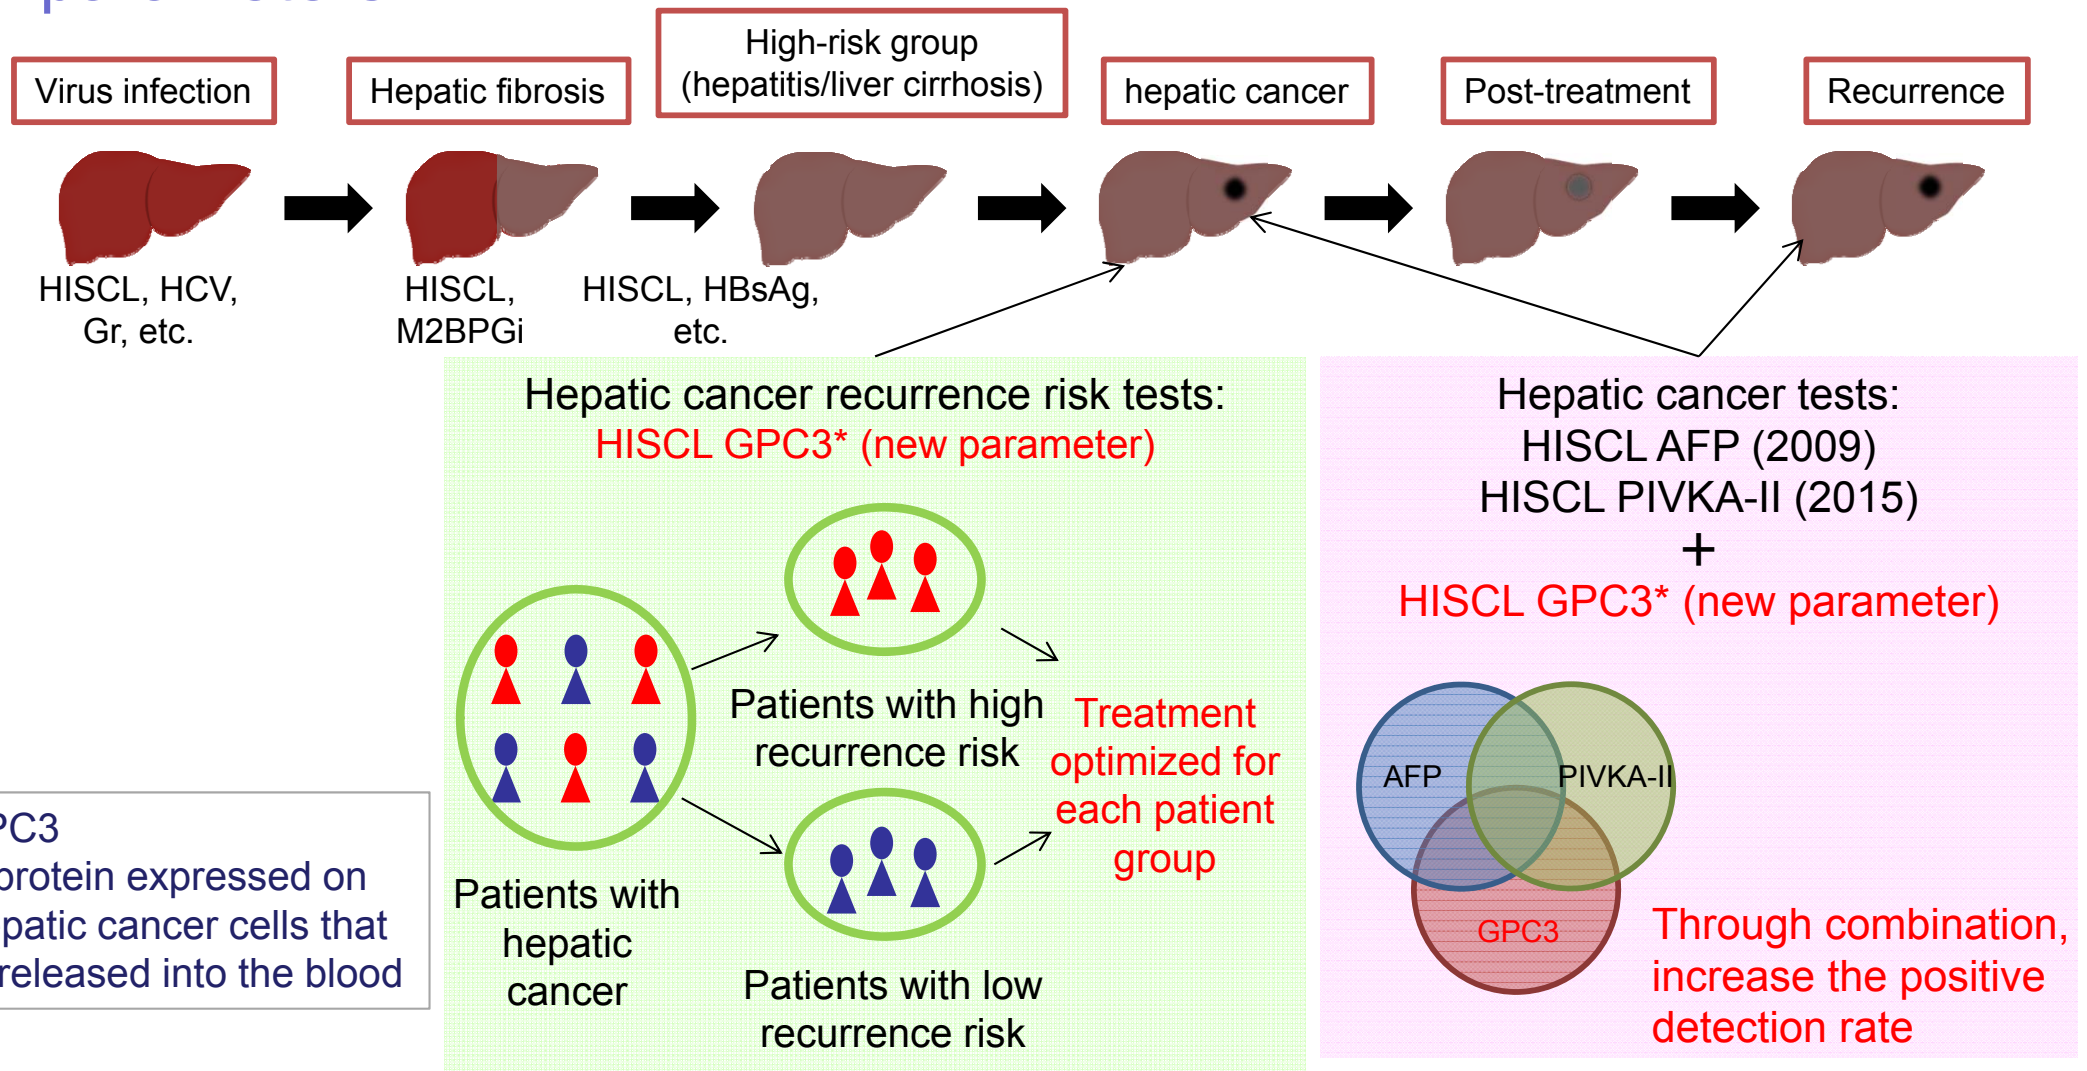 Virus infection
Hepatic fibrosis
High-risk group
(hepatitis/liver cirrhosis)
hepatic cancer
Post-treatment
Recurrence
HISCL, HCV,
Gr, etc.
HISCL,
M2BPGi
HISCL, HBsAg,
etc.
Hepatic cancer recurrence risk tests:
HISCL GPC3* (new parameter)
Patients with
hepatic
cancer
Patients with high
recurrence risk
Patients with low
recurrence risk
Treatment
optimized for
each patient
group
Hepatic cancer tests:
HISCL AFP (2009)
HISCL PIVKA-II (2015)
+
HISCL GPC3* (new parameter)
AFP
PIVKA-II
GPC3
Through combination,
increase the positive
detection rate
PC3
protein expressed on
patic cancer cells that
released into the blood